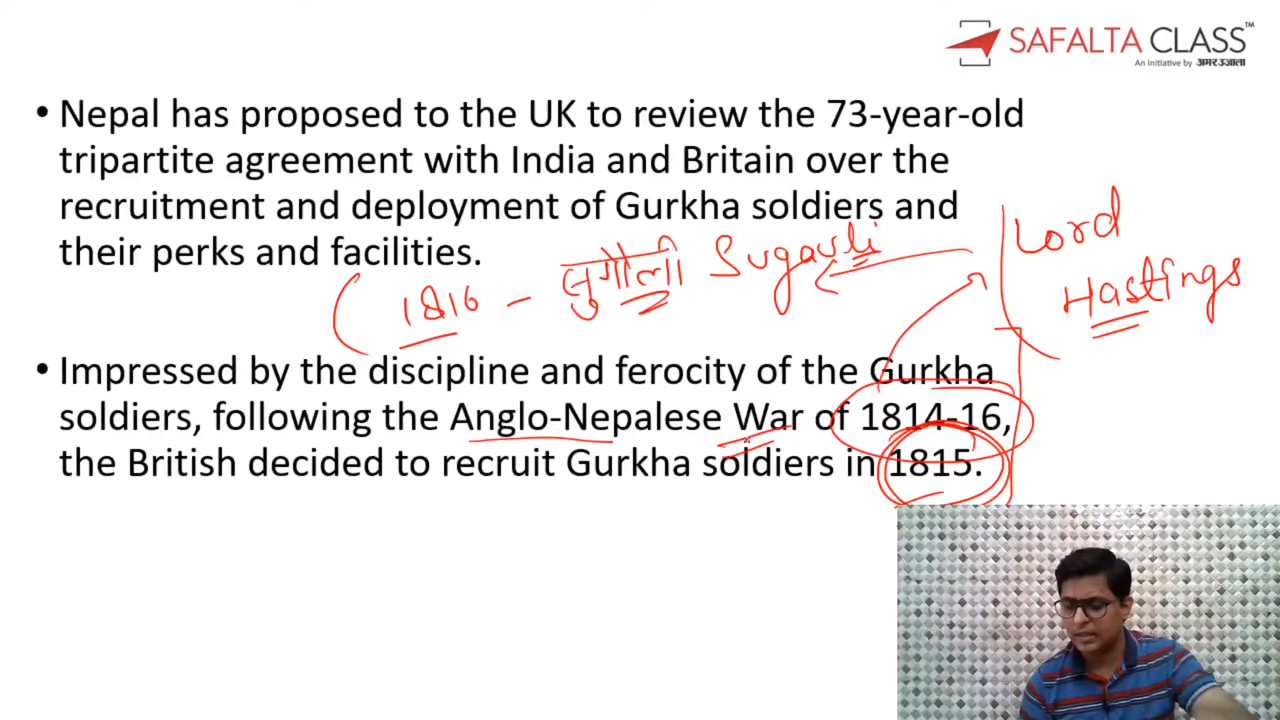 SAFALTA CLASS™
An Initiative by अमर उजाला
• Nepal has proposed to the UK to review the 73-year-old
tripartite agreement with India and Britain over the
recruitment and deployment of Gurkha soldiers and
their perks and facilities.
Lord
Hastings
1816 - सुगौली Sugauli
• Impressed by the discipline and ferocity of the Gurkha
soldiers, following the Anglo-Nepalese War of 1814-16,
the British decided to recruit Gurkha soldiers in 1815.